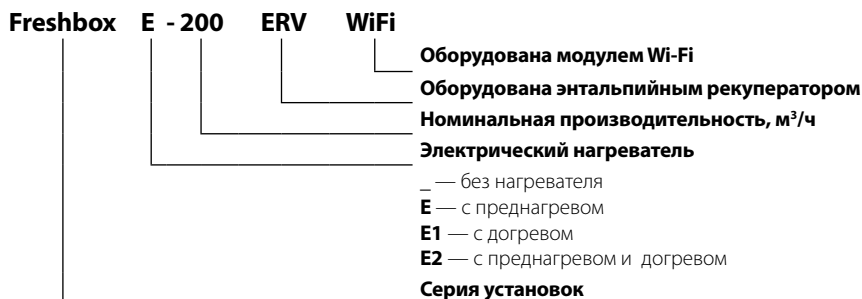 Freshbox E - 200 ERV WiFi
Оборудована модулем Wi-Fi
Оборудована энтальпийным рекуператором
Номинальная производительность, м³/ч
Электрический нагреватель
_ — без нагревателя
E — с преднагревом
E1 — с догревом
E2 — с преднагревом и догревом
Серия установок